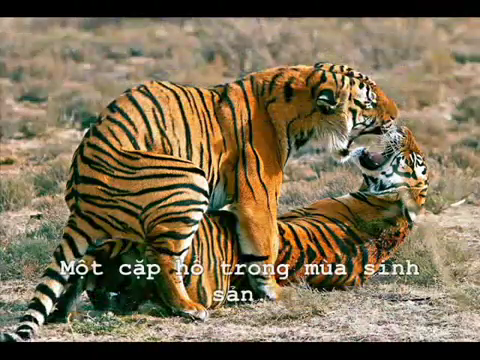 Một cặp hổ trong mùa sinh
sản